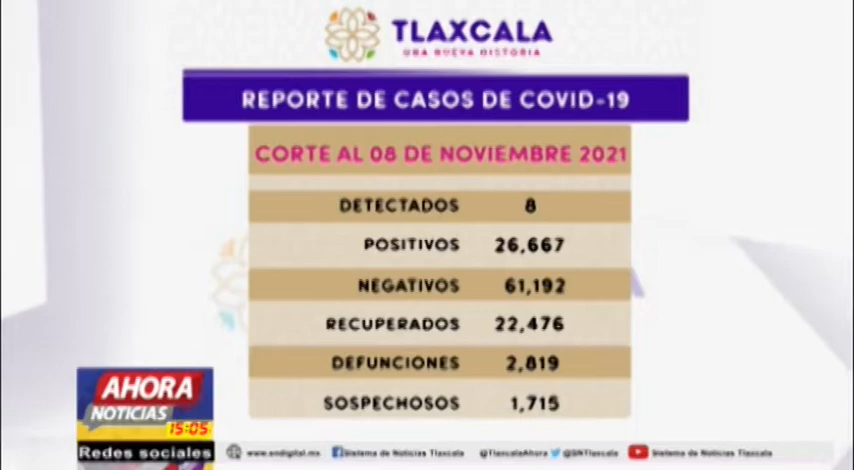 TLAXCALA
UNA NUEVA HISTORIA
REPORTE DE CASOS DE COVID-19
CORTE AL 08 DE NOVIEMBRE 2021
DETECTADOS 8
POSITIVOS 26,667
NEGATIVOS 61,192
RECUPERADOS 22,476
DEFUNCIONES 2,819
SOSPECHOSOS 1,715
AHORA
NOTICIAS
15:05
Redes sociales www.sndigital.mx Sistema de Noticias Tlaxcala @TlaxcalaAhora @SNTlaxcala Sistema de Noticias Tlaxcala